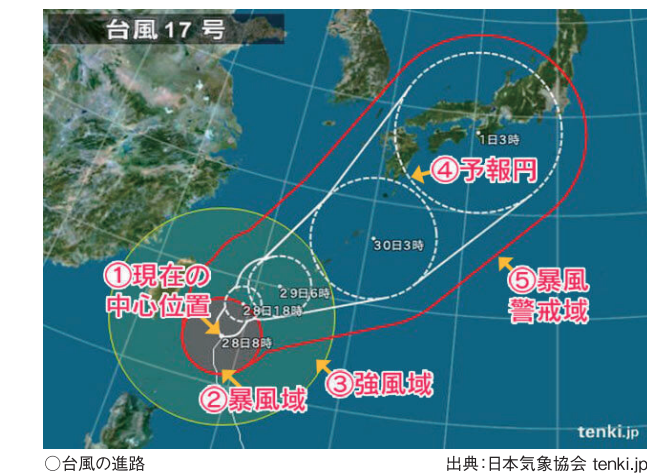 台風17号
1日3時
④予報円
30日3時
①現在の
中心位置
29日6時
⑤暴風
警戒域
28日18時
28日8時
③強風域
②暴風域
tenki.jp
○台風の進路
出典:日本気象協会 tenki.jp